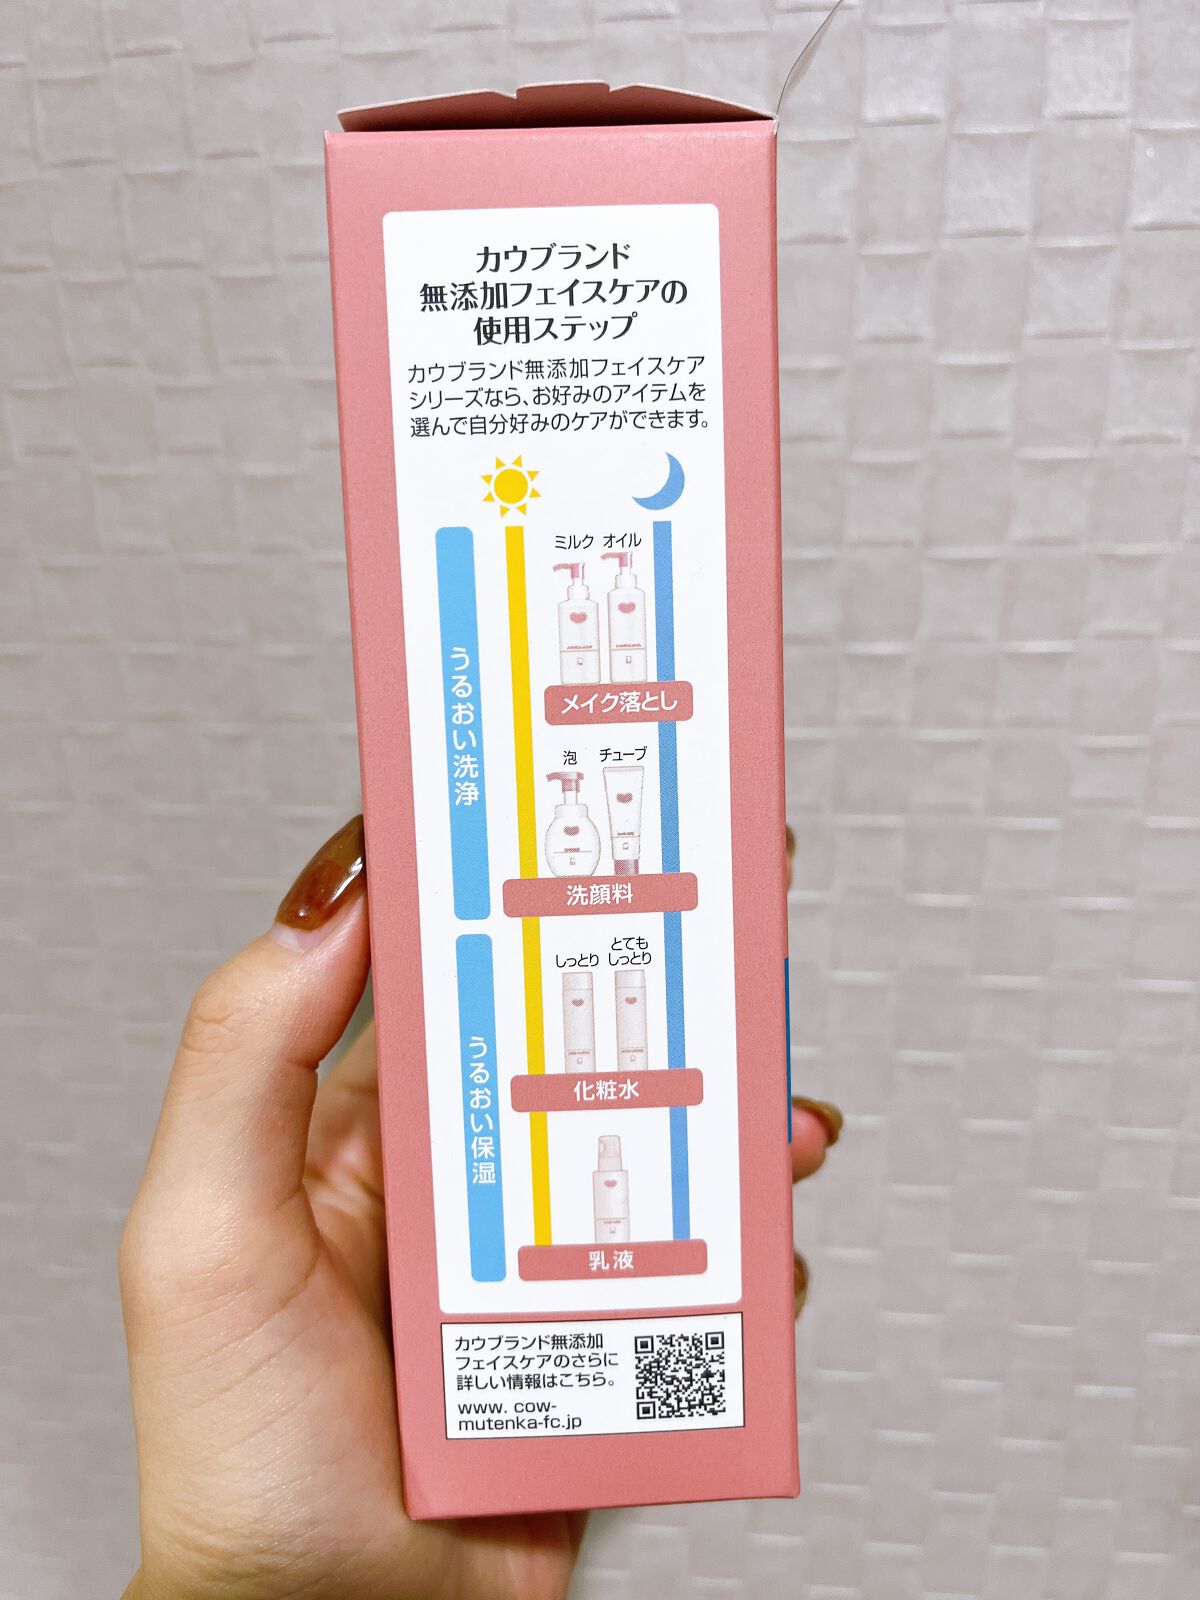 カウブランド
無添加フェイスケアの
使用ステップ
カウブランド無添加フェイスケア
シリーズなら、お好みのアイテムを
選んで自分好みのケアができます。
うるおい洗浄
ミルク オイル
メイク落とし
泡 チューブ
洗顔料
うるおい保湿
しっとり とても
しっとり
化粧水
乳液
カウブランド無添加
フェイスケアのさらに
詳しい情報はこちら。
www. cow-
mutenka-fc.jp